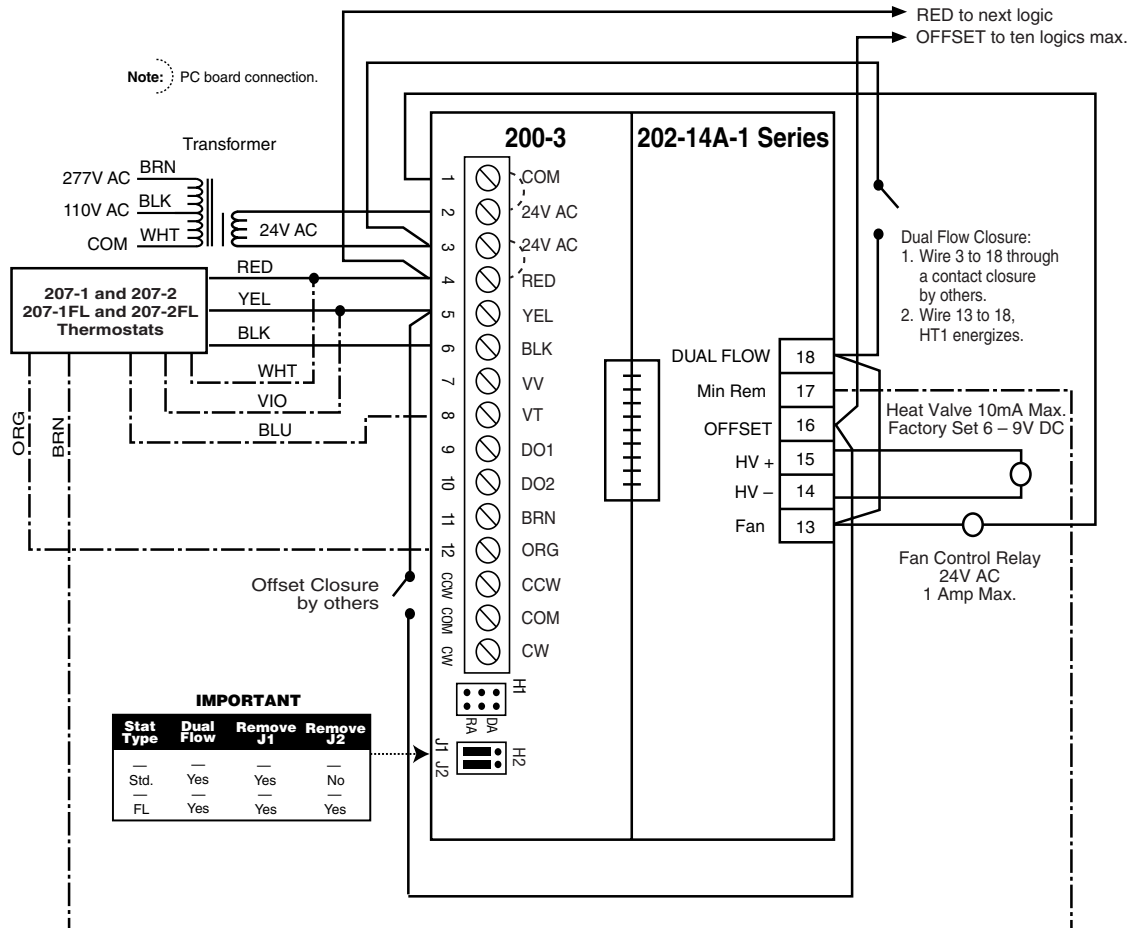 RED to next logic
OFFSET to ten logics max.
Note: PC board connection.
Transformer
277V AC
BRN
110V AC
BLK
COM
WHT
24V AC
200-3
202-14A-1 Series
1
COM
2
24V AC
3
24V AC
4
RED
5
YEL
6
BLK
7
VV
8
VT
9
DO1
10
DO2
11
BRN
12
ORG
CCW
CCW
COM
COM
CW
CW
207-1 and 207-2
207-1FL and 207-2FL
Thermostats
RED
YEL
BLK
WHT
VIO
BLU
ORG
BRN
Dual Flow Closure:
1. Wire 3 to 18 through
a contact closure
by others.
2. Wire 13 to 18,
HT1 energizes.
DUAL FLOW
18
Min Rem
17
OFFSET
16
HV +
15
HV –
14
Fan
13
Heat Valve 10mA Max.
Factory Set 6 – 9V DC
Fan Control Relay
24V AC
1 Amp Max.
Offset Closure
by others
H1
RA
DA
J1
J2
H2
IMPORTANT
Stat Type
Dual Flow
Remove J1
Remove J2
— — — —
Std. Yes Yes No
— — — —
FL Yes Yes Yes